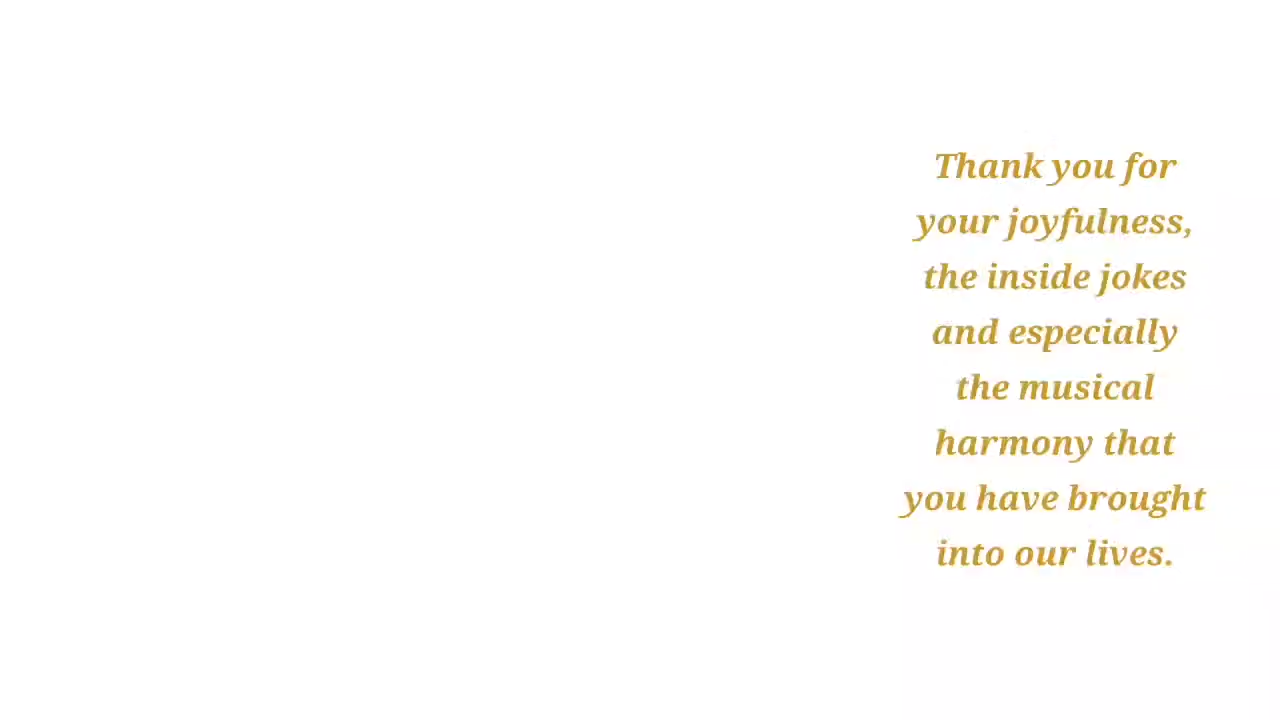 Thank you for
your joyfulness,
the inside jokes
and especially
the musical
harmony that
you have brought
into our lives.